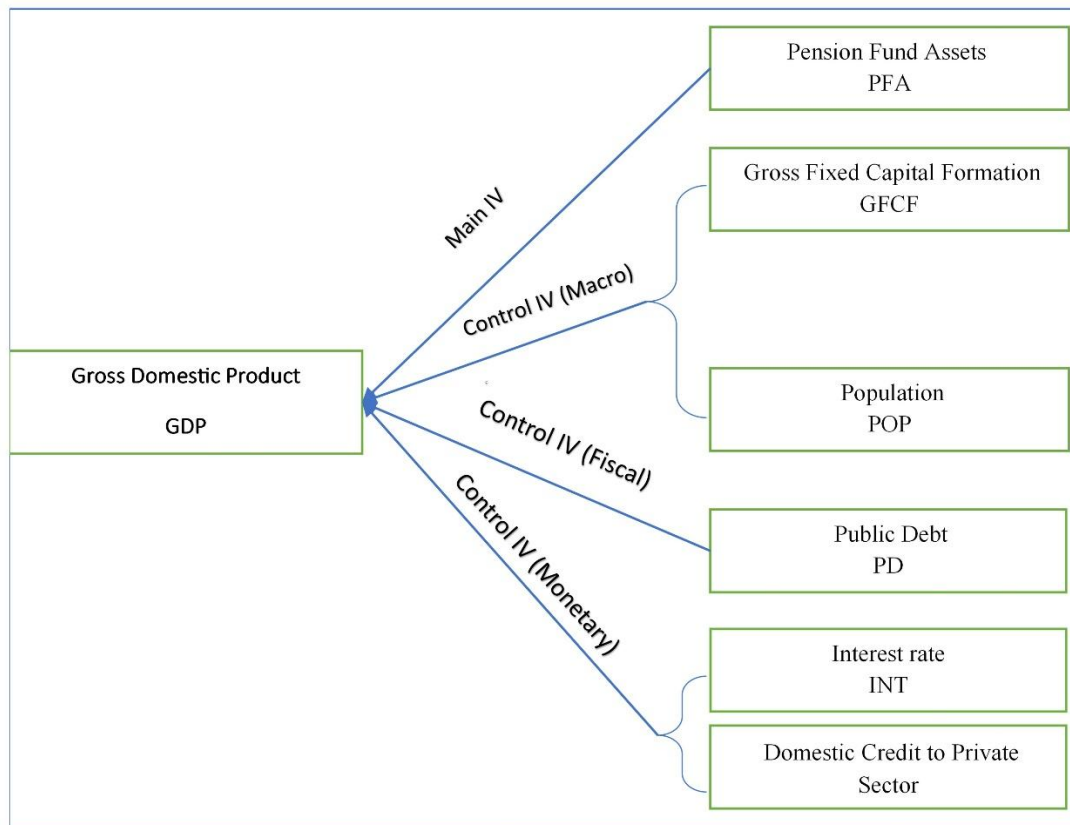 Pension Fund Assets
PFA
Main IV
Gross Fixed Capital Formation
GFCF
Control IV (Macro)
Gross Domestic Product
GDP
Population
POP
Control IV (Fiscal)
Public Debt
PD
Control IV (Monetary)
Interest rate
INT
Domestic Credit to Private
Sector